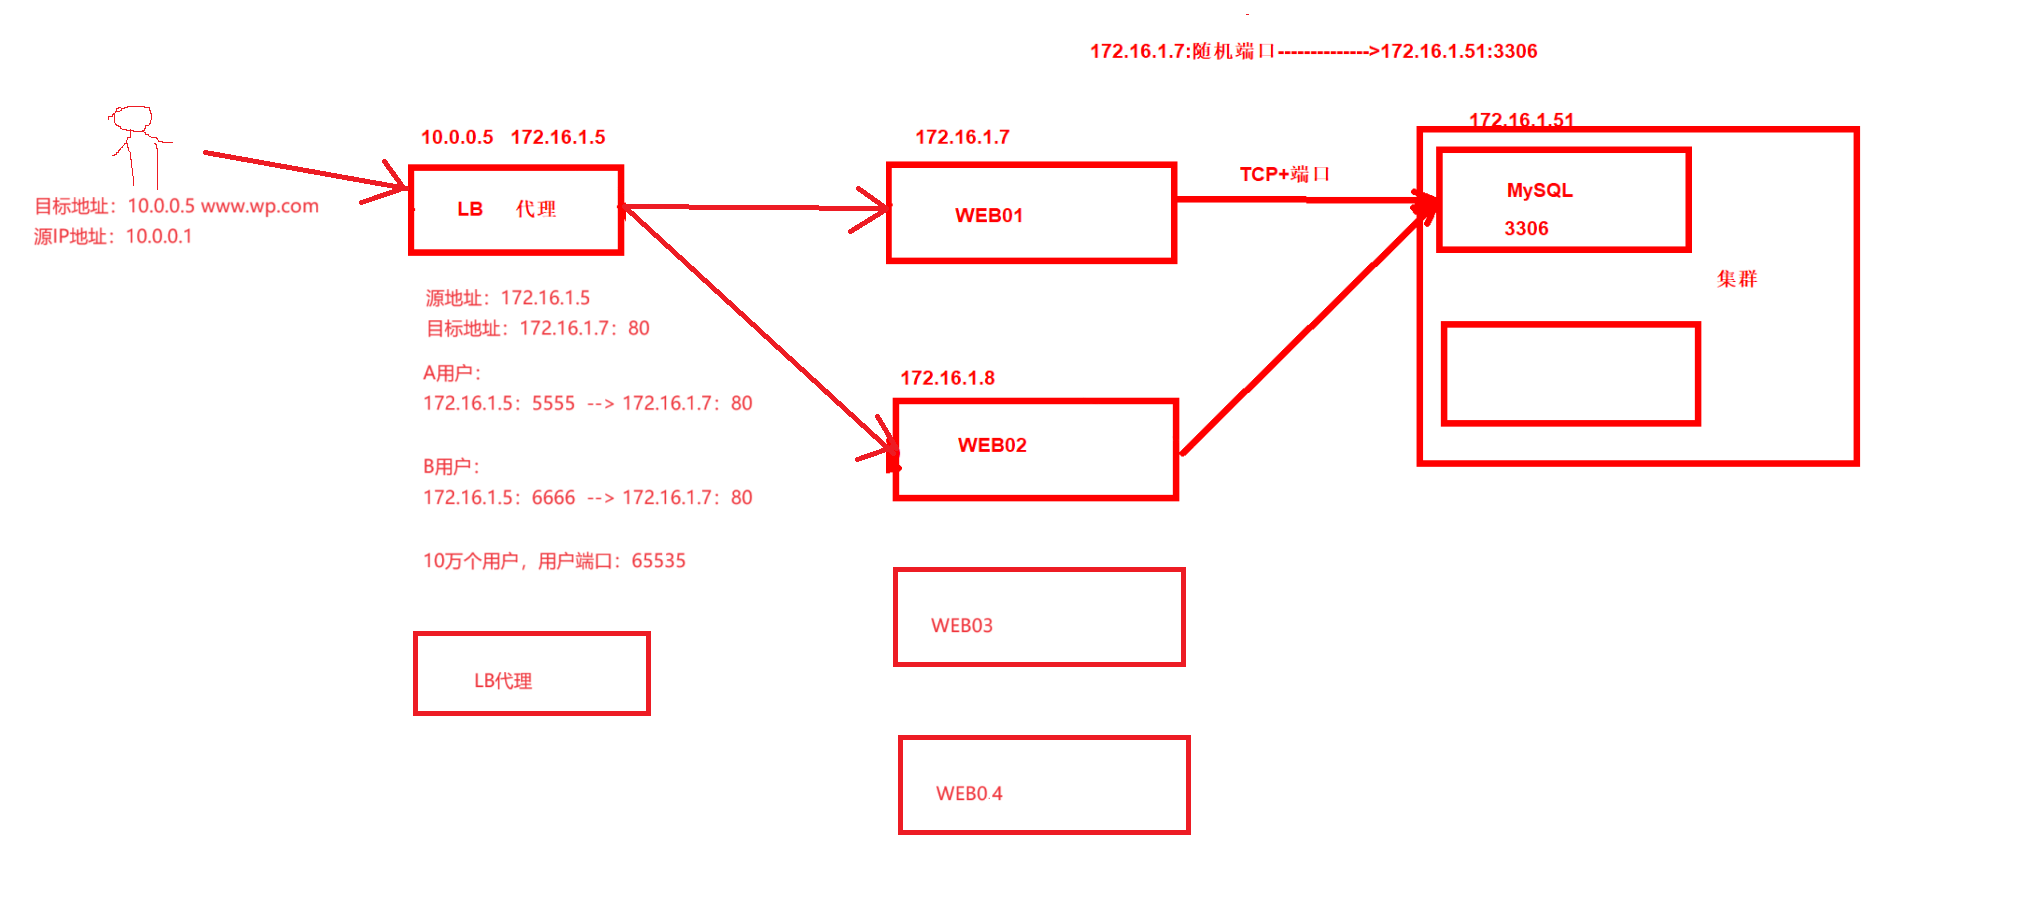 172.16.1.7:随机端口-------------->172.16.1.51:3306
目标地址：10.0.0.5 www.wp.com
源IP地址：10.0.0.1
10.0.0.5 172.16.1.5
LB 代理
源地址：172.16.1.5
目标地址：172.16.1.7：80
A用户：
172.16.1.5：5555 --> 172.16.1.7：80
B用户：
172.16.1.5：6666 --> 172.16.1.7：80
10万个用户，用户端口：65535
LB代理
172.16.1.7
WEB01
172.16.1.8
WEB02
WEB03
WEB0.4
TCP+端口
172.16.1.51
MySQL
3306
集群